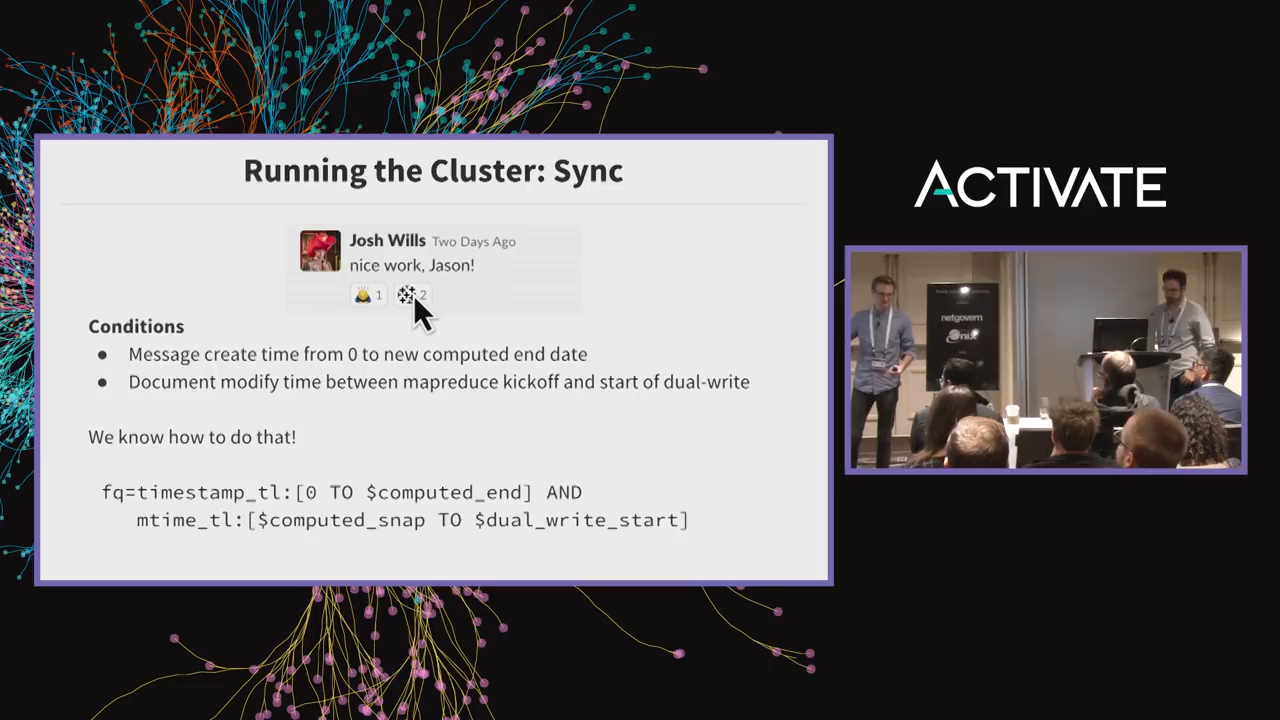 Running the Cluster: Sync
ACTIVATE
Josh Wills Two Days Ago
nice work, Jason!
1 2
Conditions
● Message create time from 0 to new computed end date
● Document modify time between mapreduce kickoff and start of dual-write
We know how to do that!
fq=timestamp_tl:[0 TO $computed_end] AND
mtime_tl:[$computed_snap TO $dual_write_start]
netgovern
onix